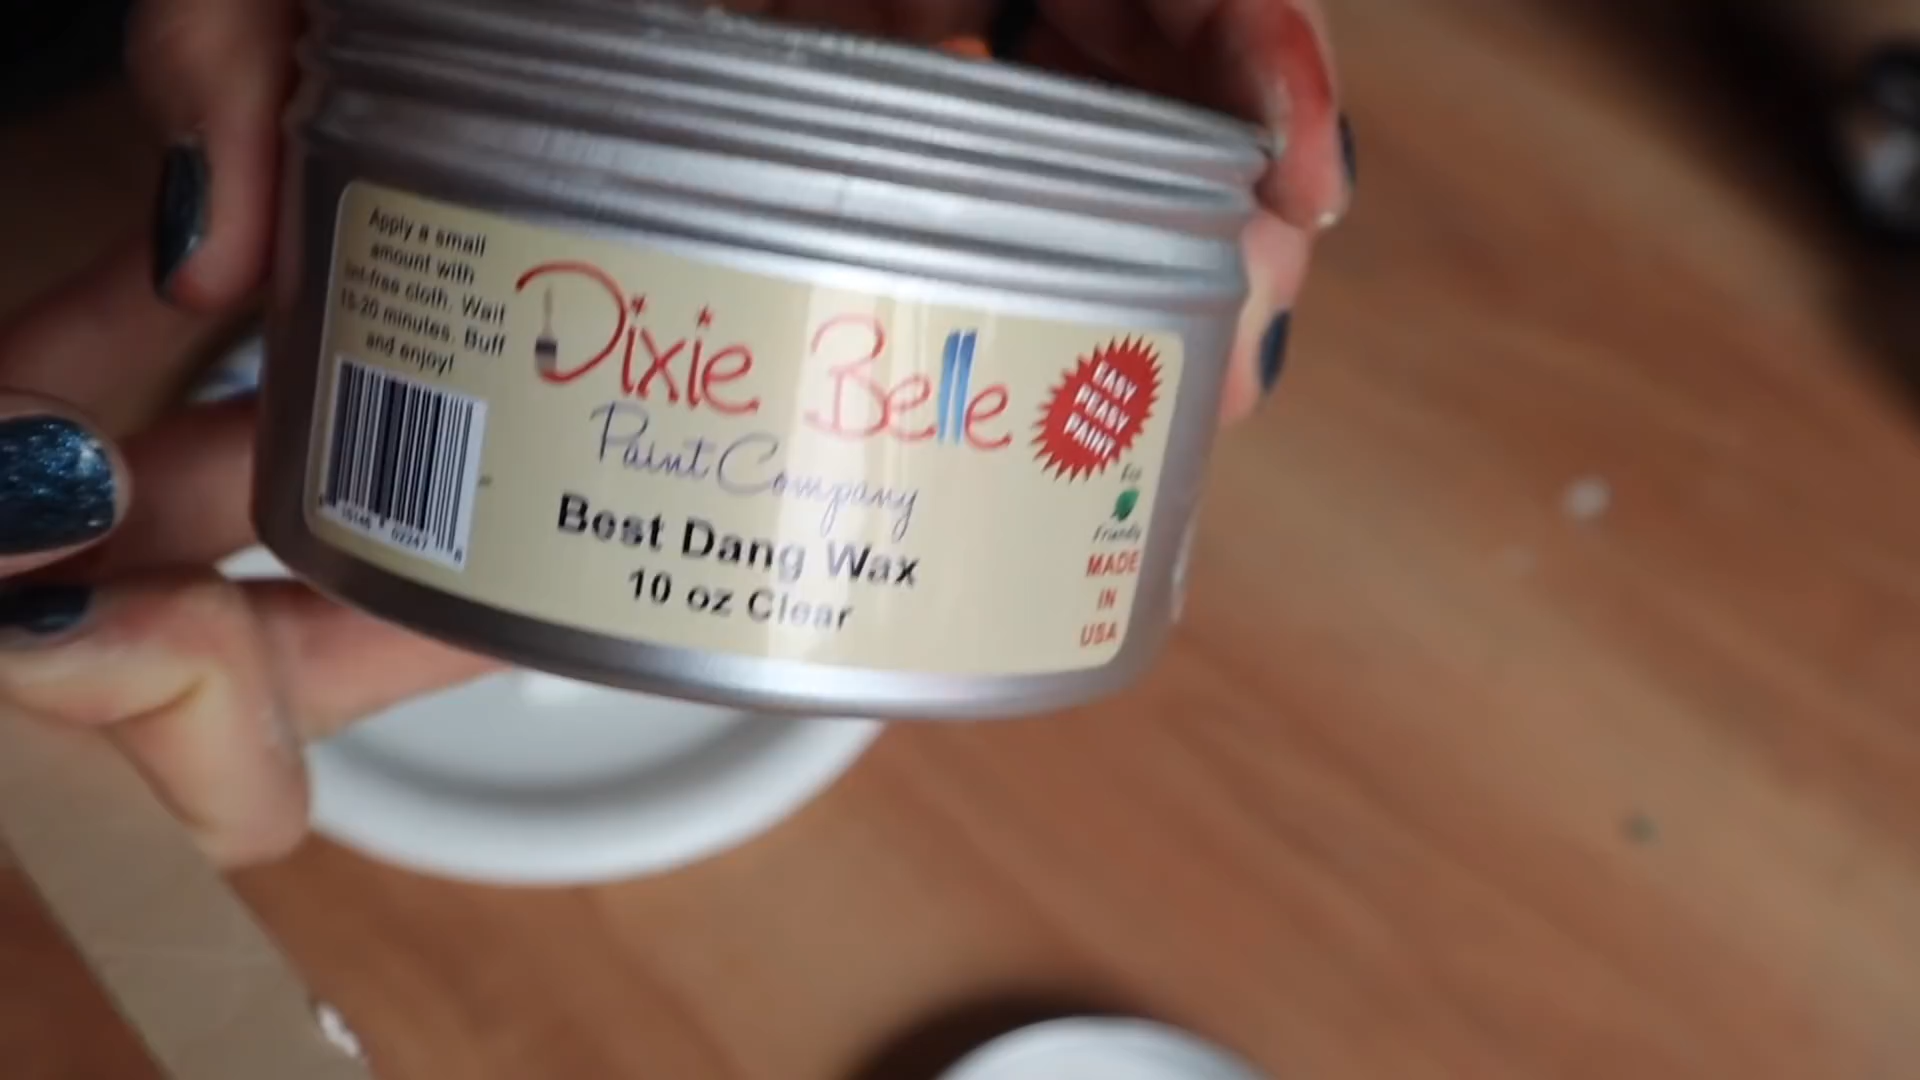 Apply a small
amount with
lint-free cloth. Wait
15-20 minutes. Buff
and enjoy!
Dixie Belle
Paint Company
Best Dang Wax
10 oz Clear
EASY
PEASY
PAINT
Eco
Friendly
MADE
IN
USA